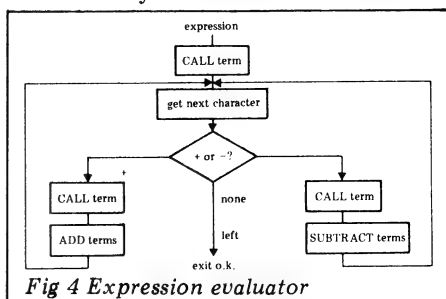 expression
CALL term
get next character
+ or −?
+
CALL term
none
CALL term
ADD terms
left
SUBTRACT terms
exit o.k.
Fig 4 Expression evaluator